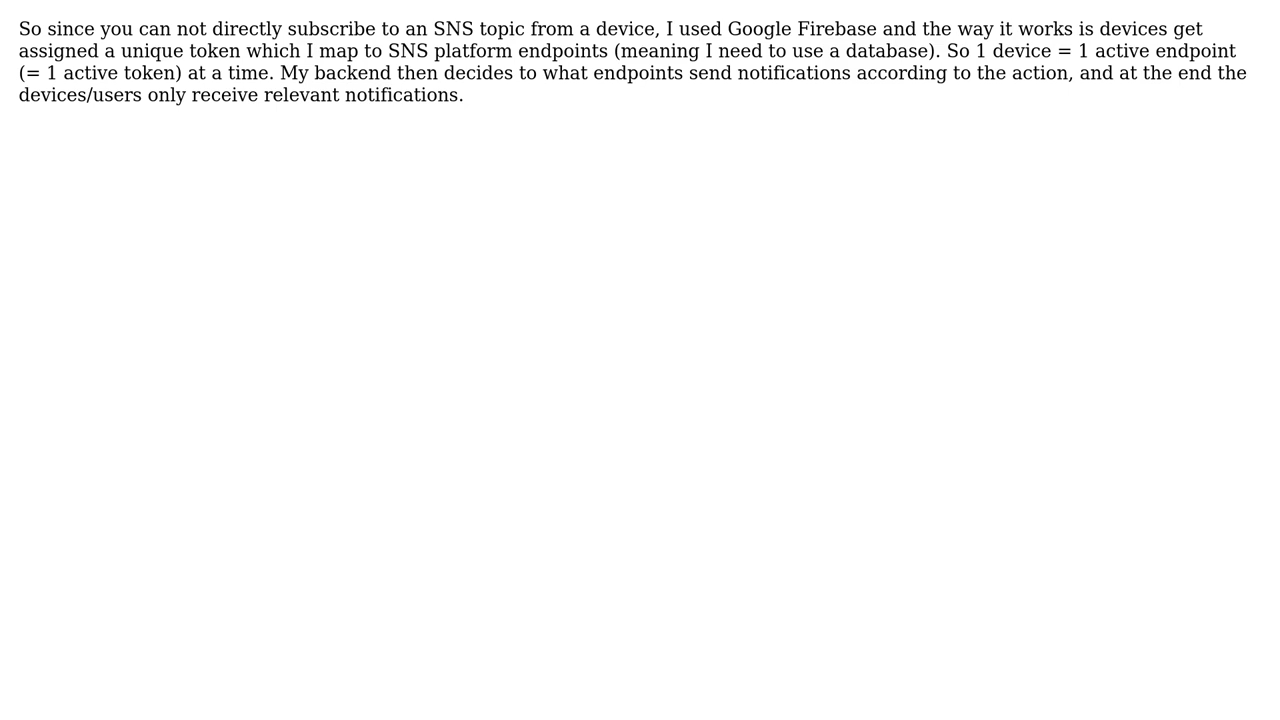 So since you can not directly subscribe to an SNS topic from a device, I used Google Firebase and the way it works is devices get
assigned a unique token which I map to SNS platform endpoints (meaning I need to use a database). So 1 device = 1 active endpoint
(= 1 active token) at a time. My backend then decides to what endpoints send notifications according to the action, and at the end the
devices/users only receive relevant notifications.